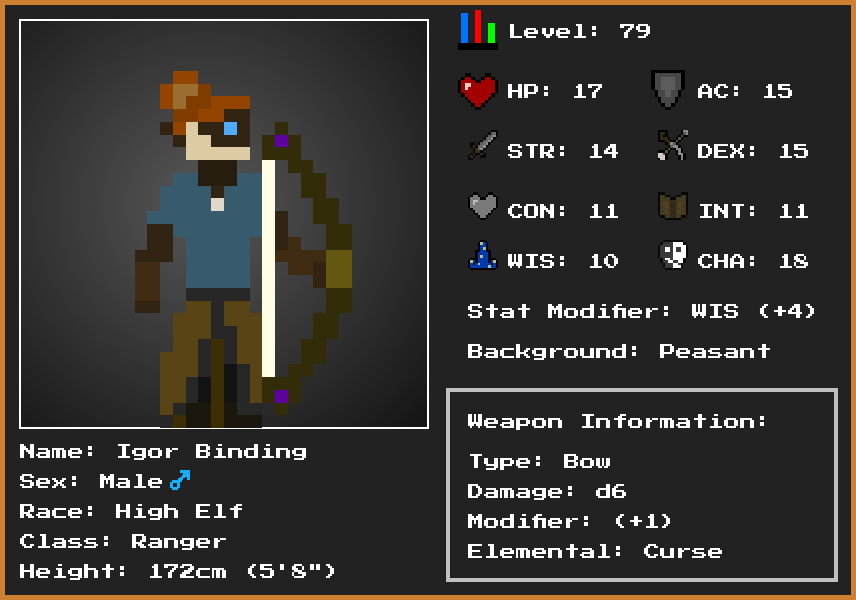 Level: 79
HP: 17
AC: 15
STR: 14
DEX: 15
CON: 11
INT: 11
WIS: 10
CHA: 18
Stat Modifier: WIS (+4)
Background: Peasant
Weapon Information:
Type: Bow
Damage: d6
Modifier: (+1)
Elemental: Curse
Name: Igor Binding
Sex: Male♂
Race: High Elf
Class: Ranger
Height: 172cm (5'8")